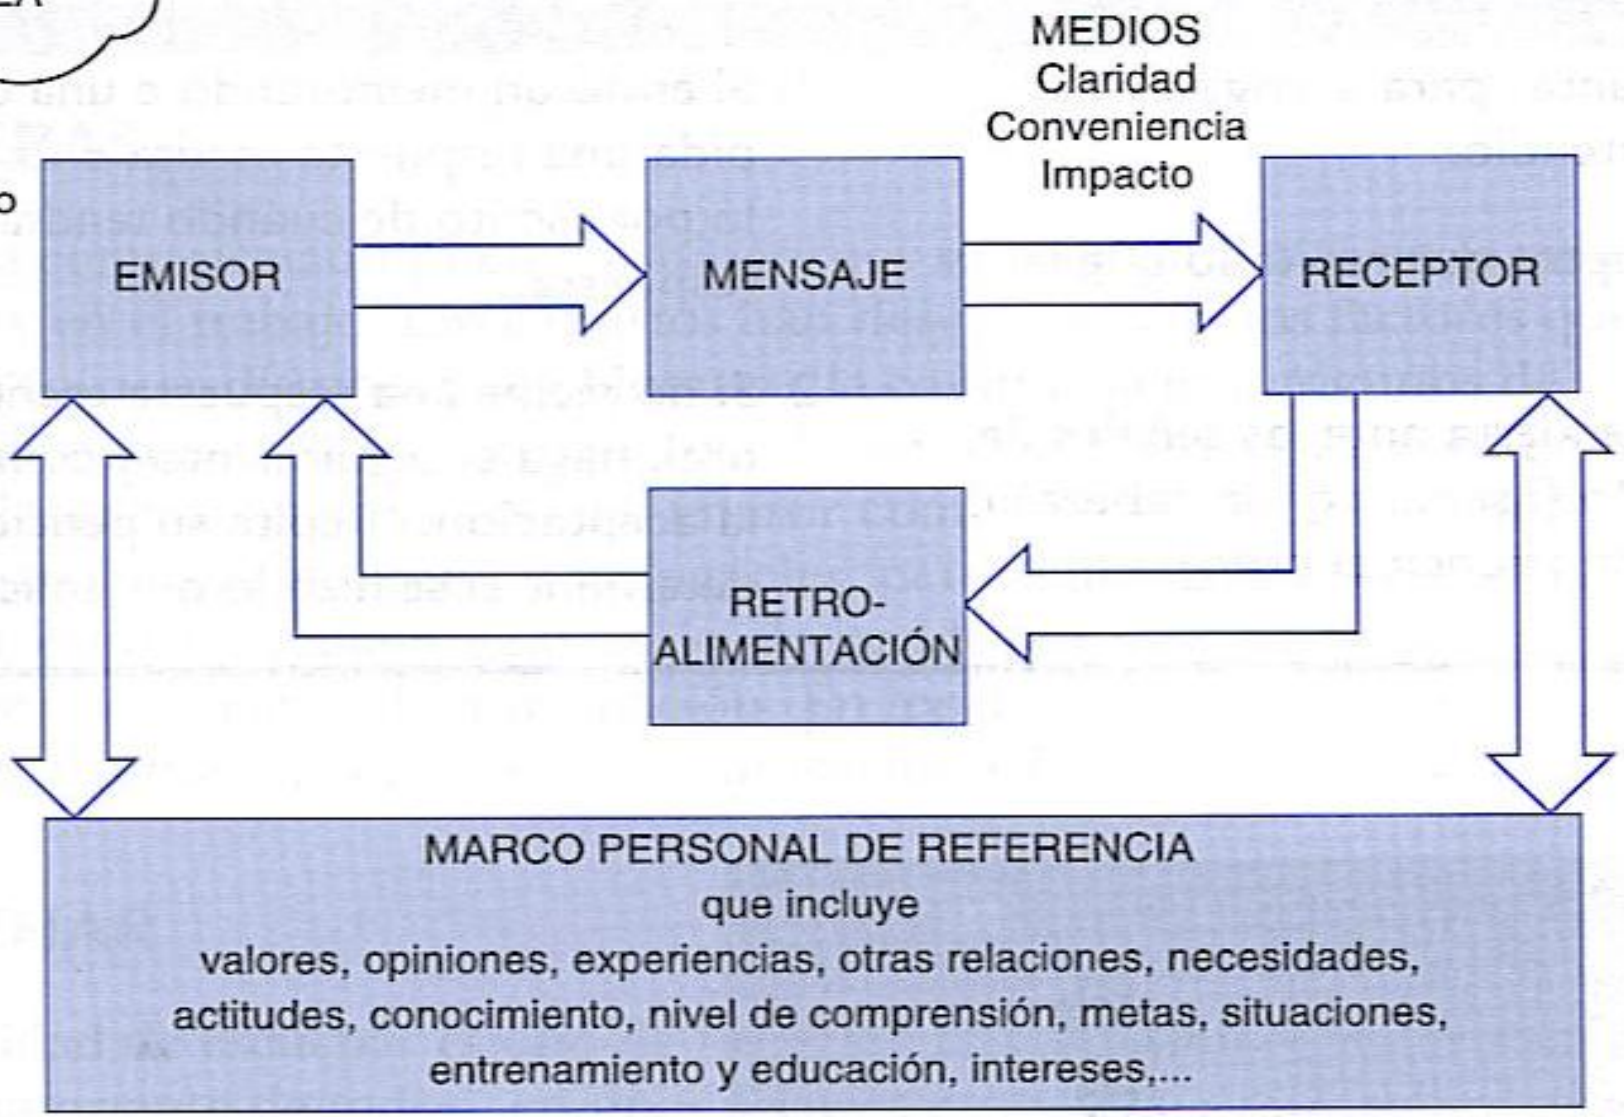 MEDIOS
Claridad
Conveniencia
Impacto
EMISOR
MENSAJE
RECEPTOR
RETRO-
ALIMENTACIÓN
MARCO PERSONAL DE REFERENCIA
que incluye
valores, opiniones, experiencias, otras relaciones, necesidades,
actitudes, conocimiento, nivel de comprensión, metas, situaciones,
entrenamiento y educación, intereses,...